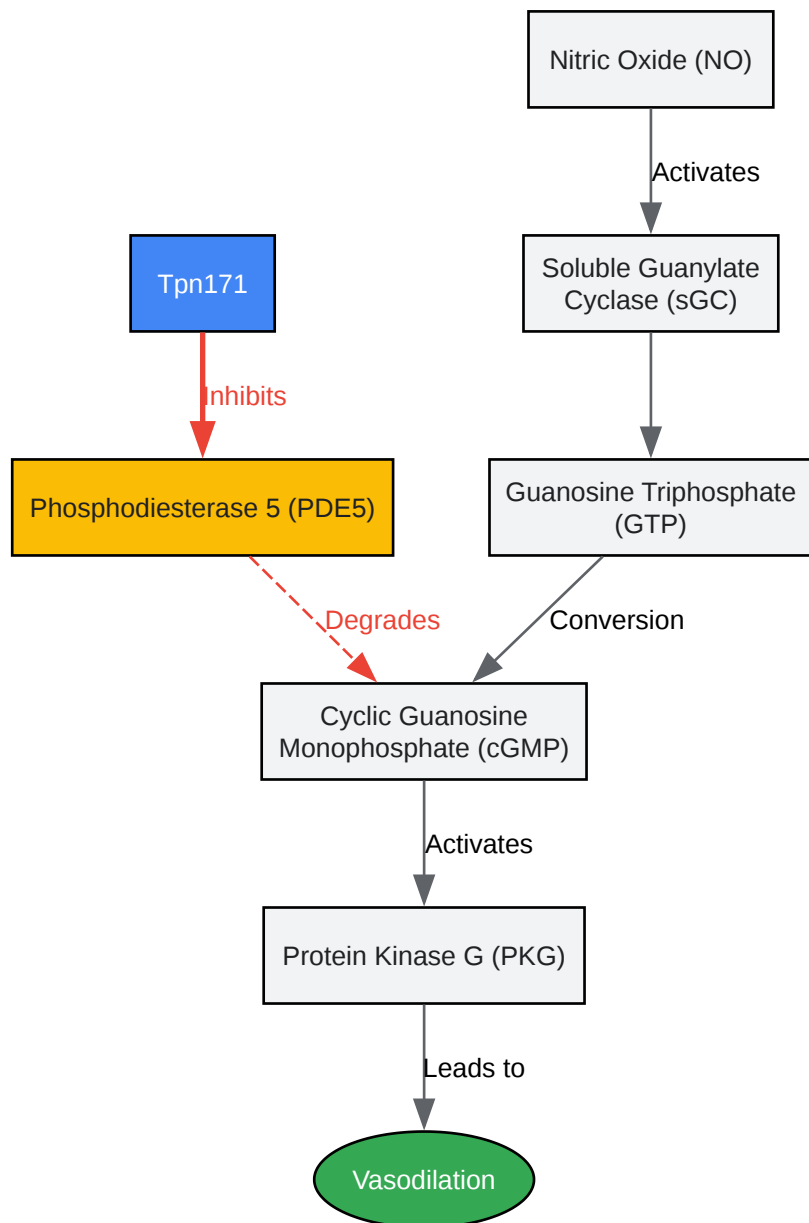 Nitric Oxide (NO)
Activates
Tpn171
Soluble Guanylate
Cyclase (sGC)
Inhibits
Phosphodiesterase 5 (PDE5)
Guanosine Triphosphate
(GTP)
Degrades
Conversion
Cyclic Guanosine
Monophosphate (cGMP)
Activates
Protein Kinase G (PKG)
Leads to
Vasodilation